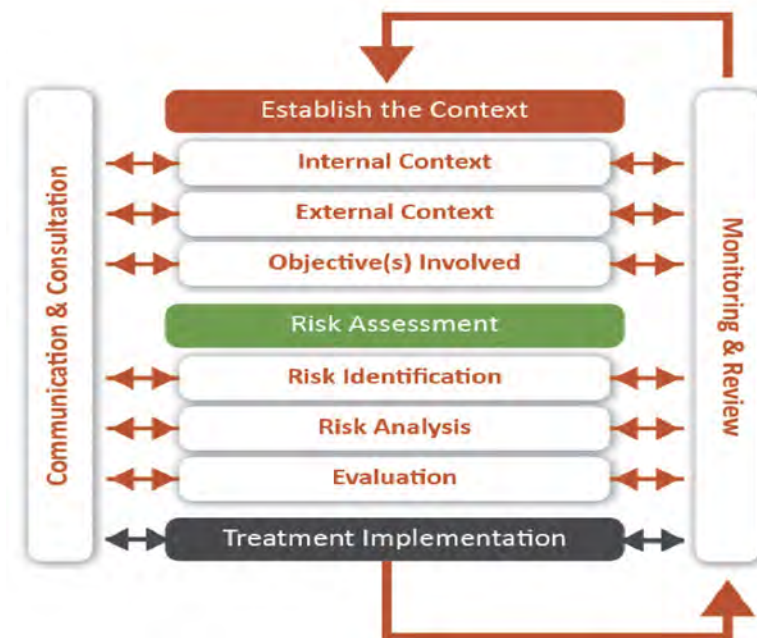 Establish the Context
Internal Context
External Context
Objective(s) Involved
Risk Assessment
Risk Identification
Risk Analysis
Evaluation
Treatment Implementation
Communication & Consultation
Monitoring & Review